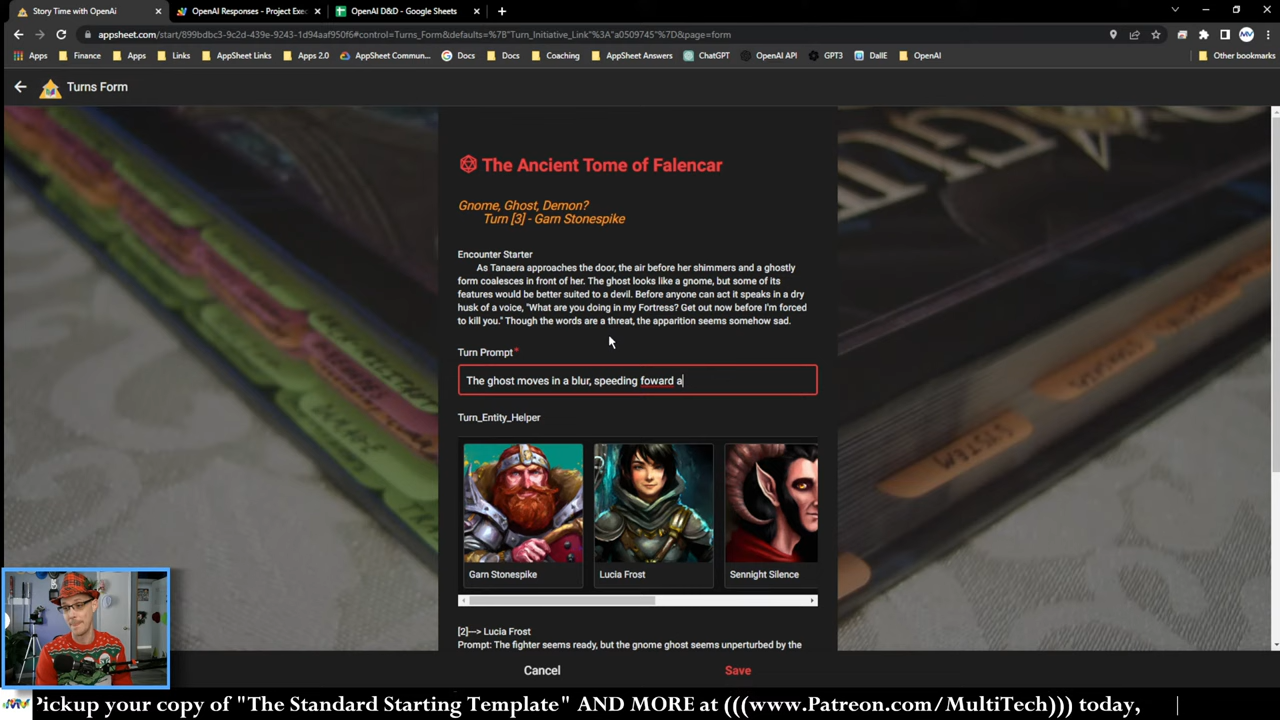 Story Time with OpenAi
OpenAI Responses - Project Exec
OpenAI D&D - Google Sheets
appsheet.com/start/899bdbc3-9c2d-439e-9243-1d94aaf950f6#control=Turns_Form&defaults=%7B"Turn_Initiative_Link"%3A"a0509745"%7D&page=form
Apps
Finance
Apps
Links
AppSheet Links
Apps 2.0
AppSheet Commun...
Docs
Docs
Coaching
AppSheet Answers
ChatGPT
OpenAI API
GPT3
DallE
OpenAI
Other bookmarks
Turns Form
The Ancient Tome of Falencar
Gnome, Ghost, Demon?
Turn [3] - Garn Stonespike
Encounter Starter
As Tanaera approaches the door, the air before her shimmers and a ghostly
form coalesces in front of her. The ghost looks like a gnome, but some of its
features would be better suited to a devil. Before anyone can act it speaks in a dry
husk of a voice, "What are you doing in my Fortress? Get out now before I'm forced
to kill you." Though the words are a threat, the apparition seems somehow sad.
Turn Prompt*
The ghost moves in a blur, speeding foward a
Turn_Entity_Helper
Garn Stonespike
Lucia Frost
Sennight Silence
[2]---> Lucia Frost
Prompt: The fighter seems ready, but the gnome ghost seems unperturbed by the
Cancel
Save
Pickup your copy of "The Standard Starting Template" AND MORE at (((www.Patreon.com/MultiTech))) today,